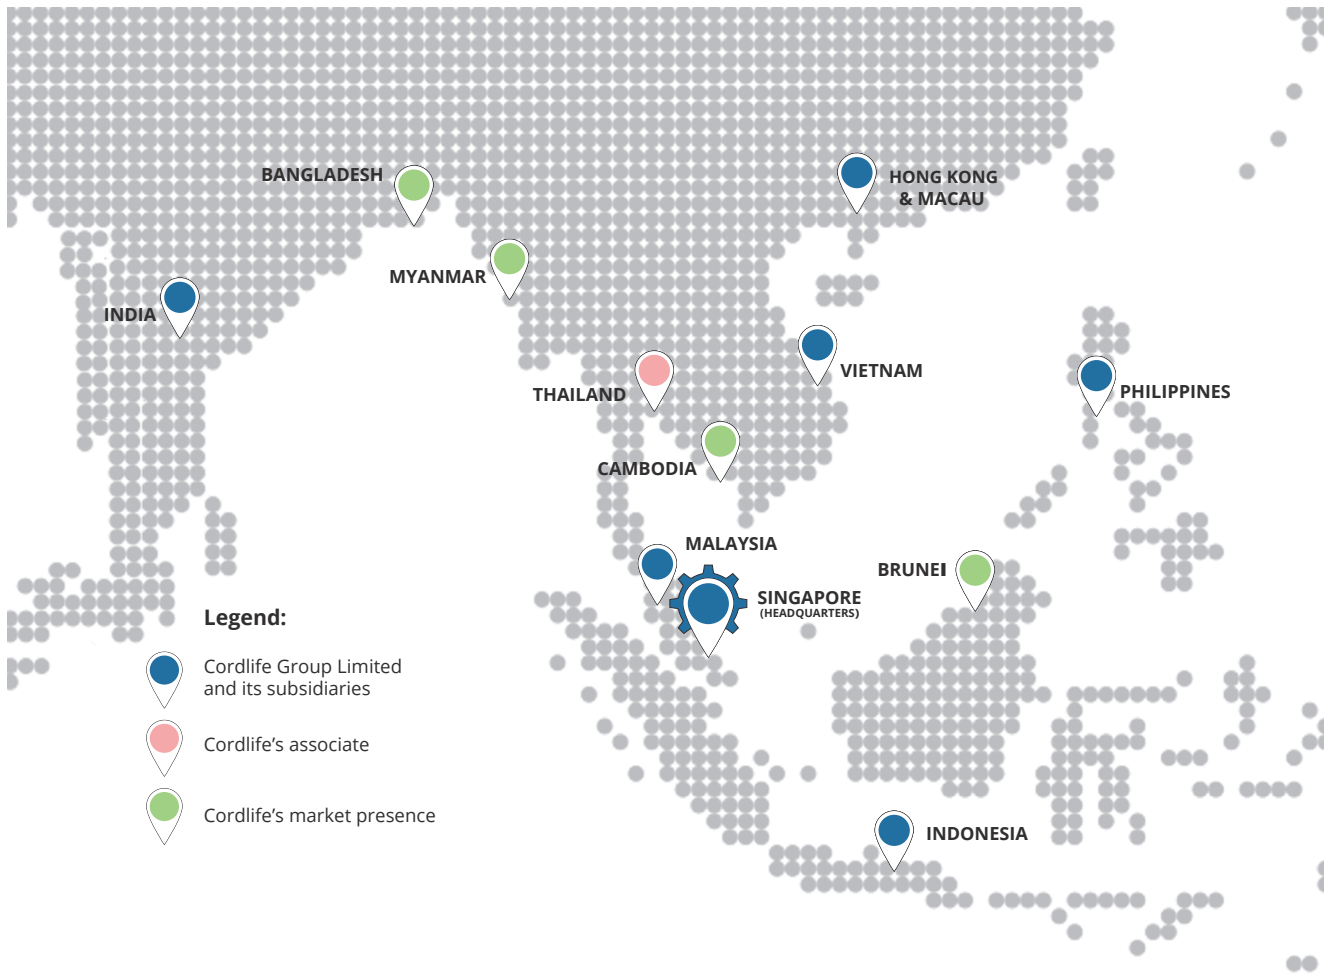 BANGLADESH
HONG KONG
& MACAU
MYANMAR
INDIA
VIETNAM
THAILAND
PHILIPPINES
CAMBODIA
MALAYSIA
BRUNEI
SINGAPORE
(HEADQUARTERS)
Legend:
Cordlife Group Limited
and its subsidiaries
Cordlife’s associate
Cordlife’s market presence
INDONESIA